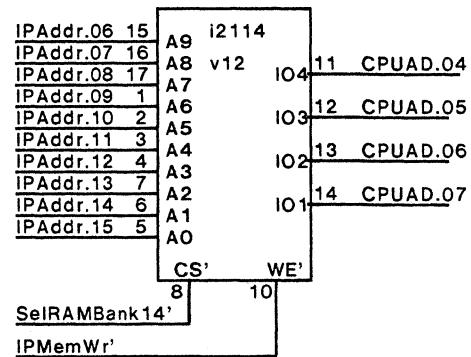 IPAddr.06 15 A9 i2114
IPAddr.07 16 A8 v12 IO4 11 CPUAD.04
IPAddr.08 17 A7
IPAddr.09 1 A6 IO3 12 CPUAD.05
IPAddr.10 2 A5
IPAddr.11 3 A4 IO2 13 CPUAD.06
IPAddr.12 4 A3
IPAddr.13 7 A2 IO1 14 CPUAD.07
IPAddr.14 6 A1
IPAddr.15 5 A0
CS' WE'
8 10
SelRAMBank14'
IPMemWr'